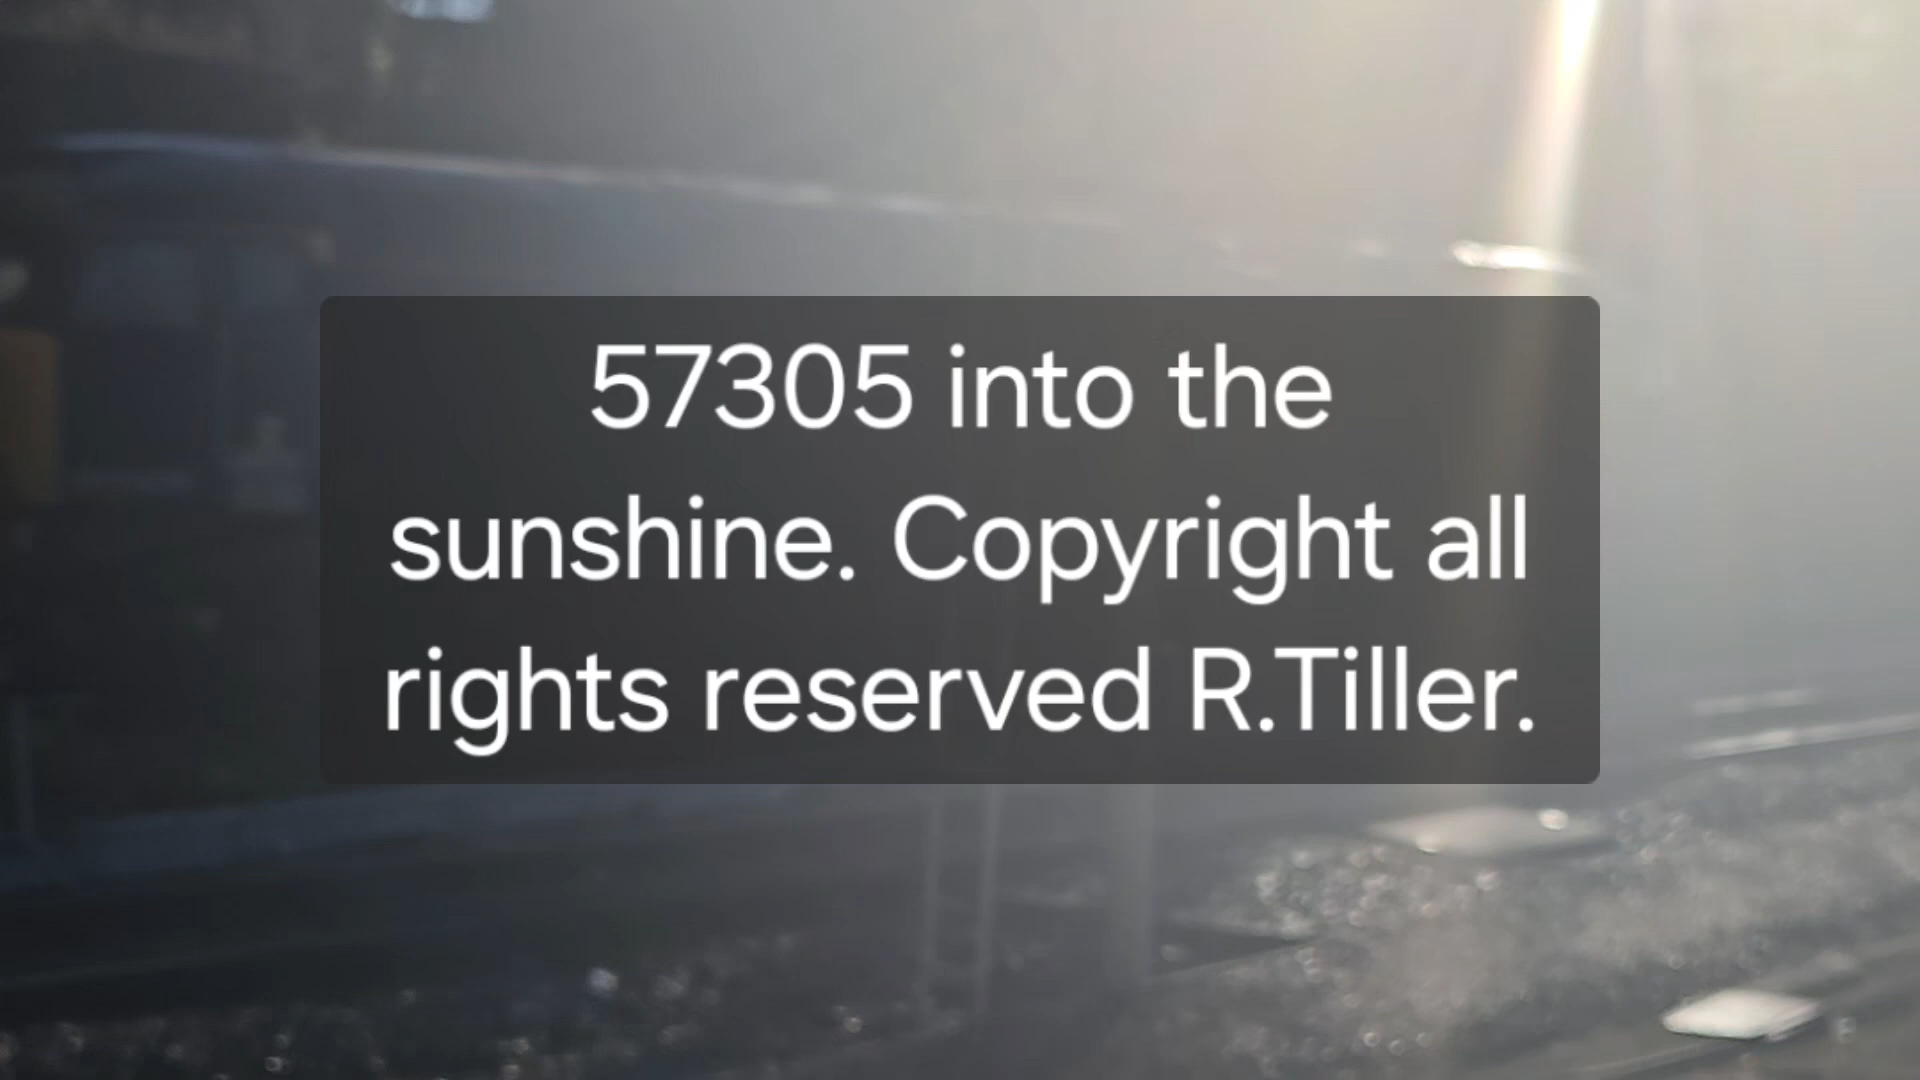 57305 into the
sunshine. Copyright all
rights reserved R.Tiller.